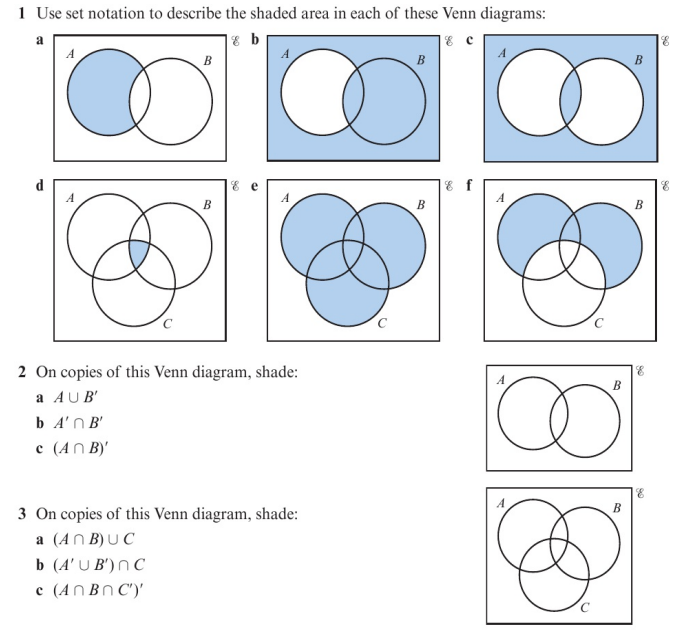 1 Use set notation to describe the shaded area in each of these Venn diagrams:
a A B ℰ b A B ℰ c A B ℰ
d A B C ℰ e A B C ℰ f A B C ℰ
2 On copies of this Venn diagram, shade:
a A ∪ B′
b A′ ∩ B′
c (A ∩ B)′
A B ℰ
3 On copies of this Venn diagram, shade:
a (A ∩ B) ∪ C
b (A′ ∪ B′) ∩ C
c (A ∩ B ∩ C′)′
A B C ℰ